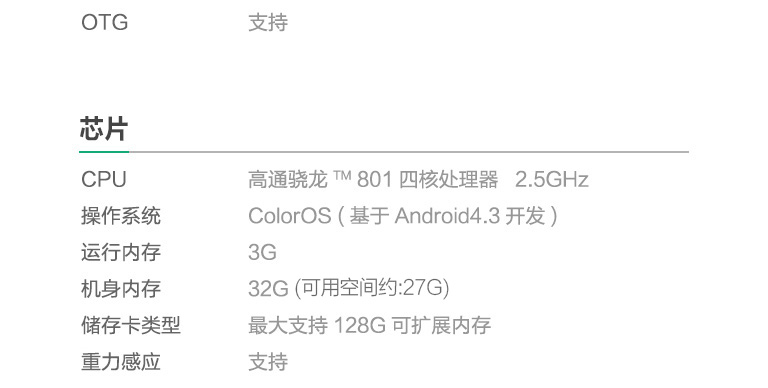 OTG 支持
芯片
CPU 高通骁龙™ 801 四核处理器 2.5GHz
操作系统 ColorOS ( 基于 Android4.3 开发 )
运行内存 3G
机身内存 32G (可用空间约:27G)
储存卡类型 最大支持 128G 可扩展内存
重力感应 支持